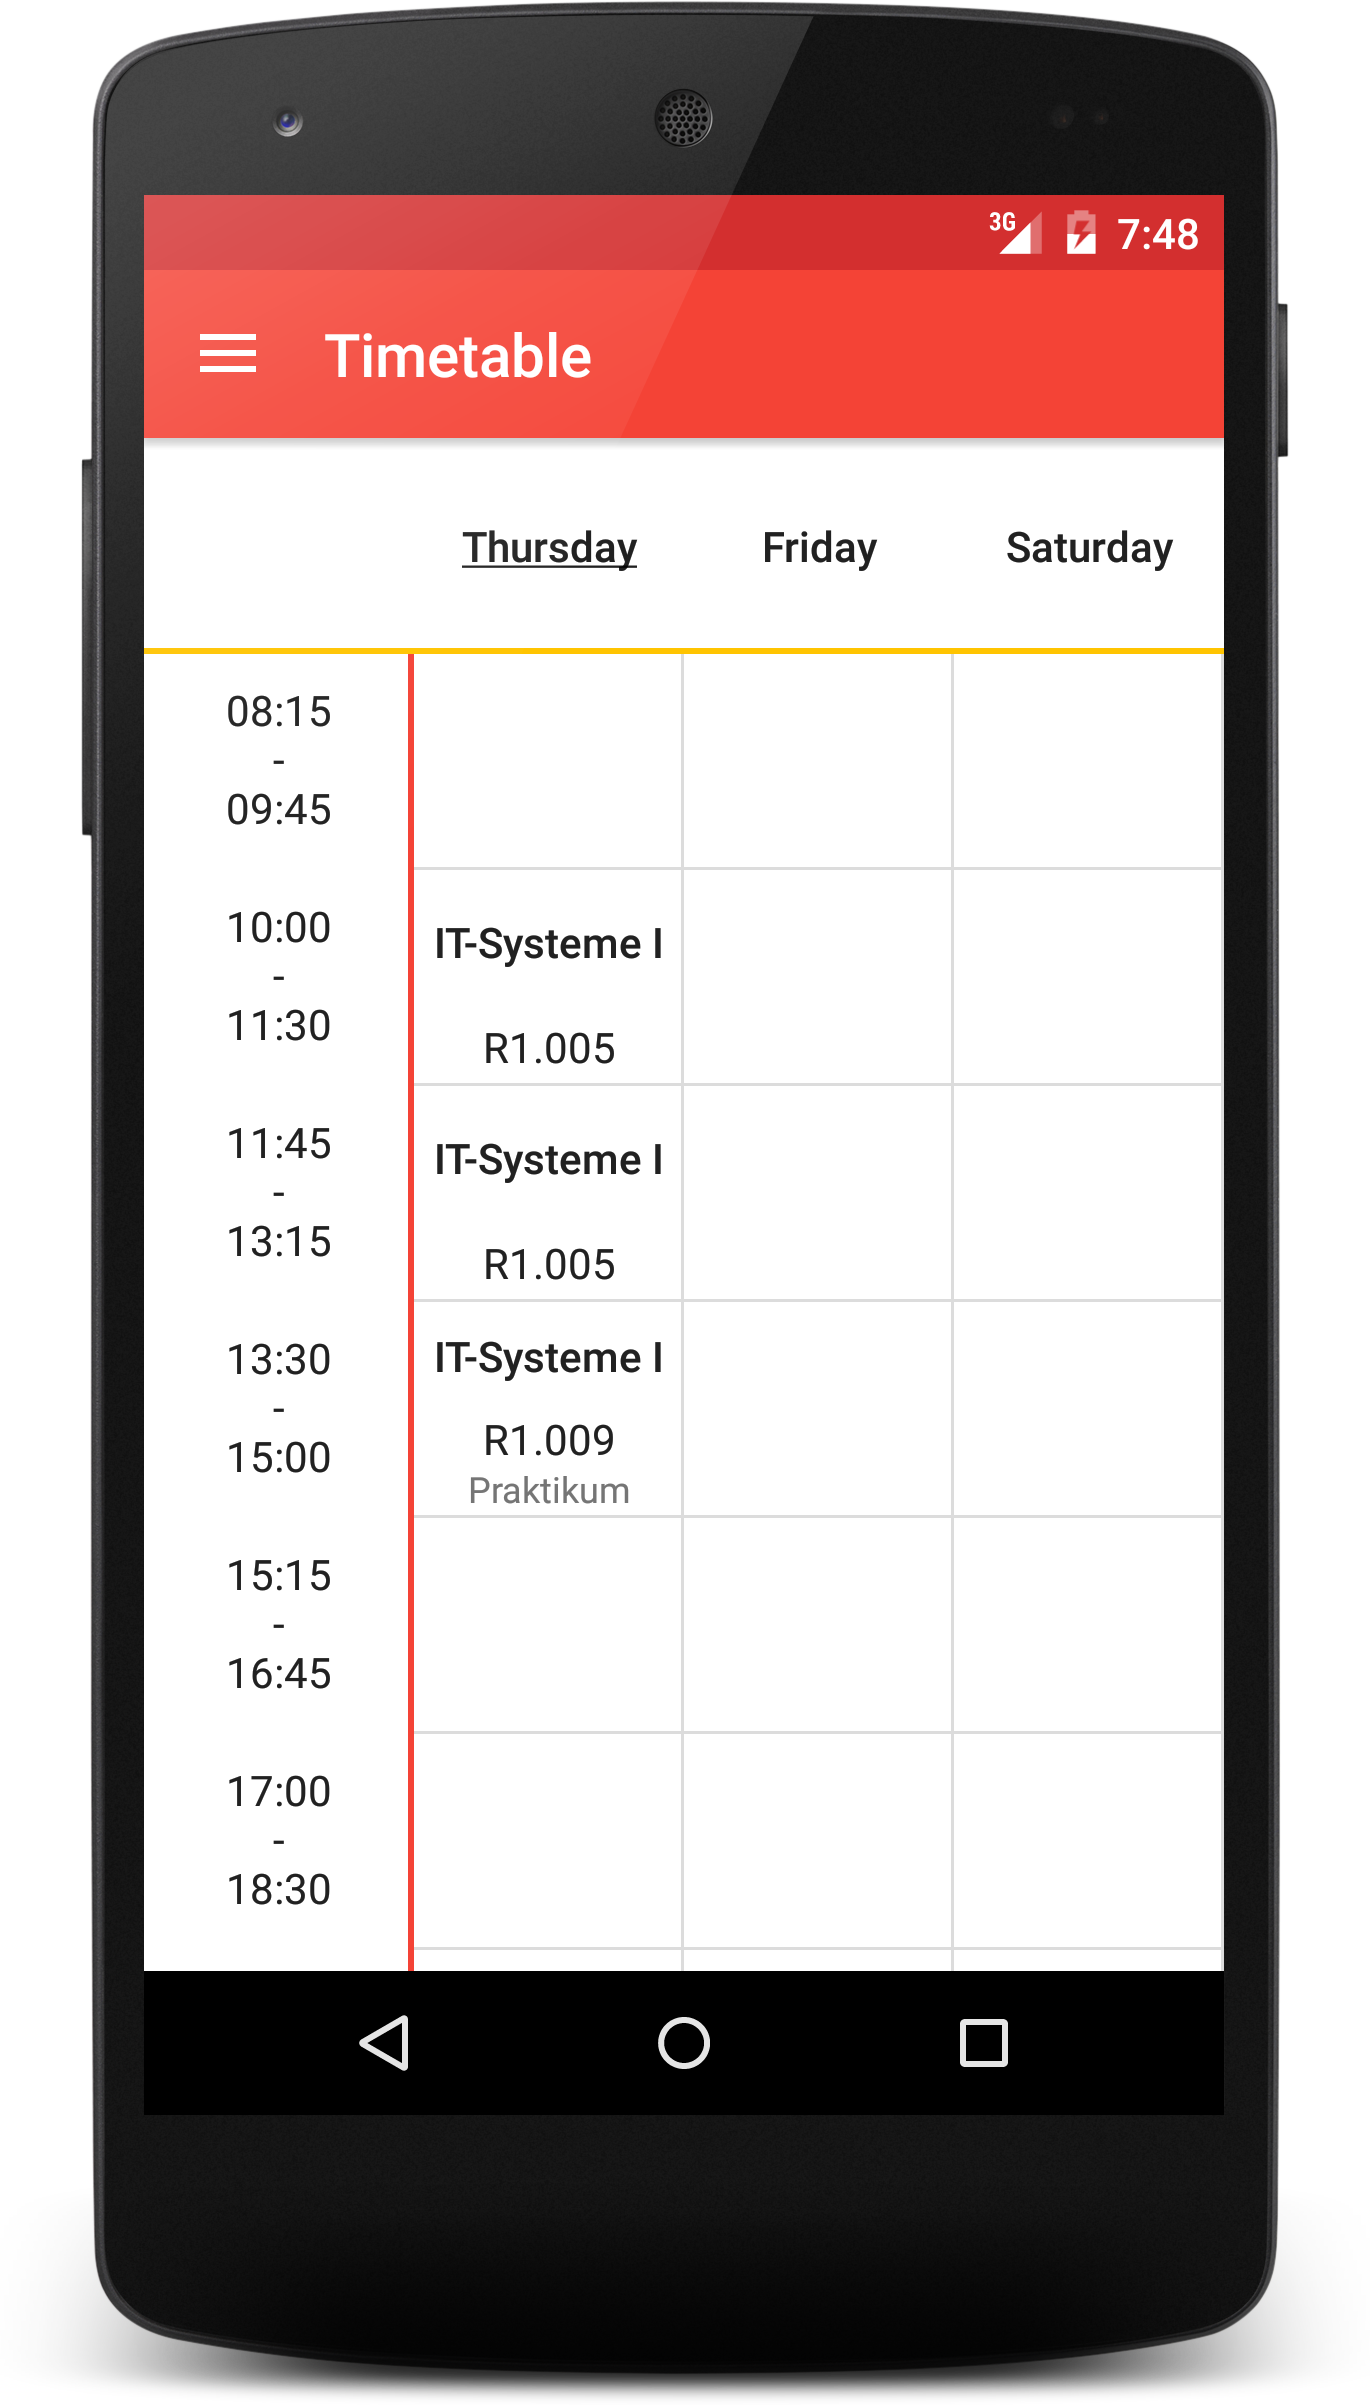 3G 7:48
Timetable
Thursday Friday Saturday
08:15
-
09:45
10:00
-
11:30
IT-Systeme I
R1.005
11:45
-
13:15
IT-Systeme I
R1.005
13:30
-
15:00
IT-Systeme I
R1.009
Praktikum
15:15
-
16:45
17:00
-
18:30